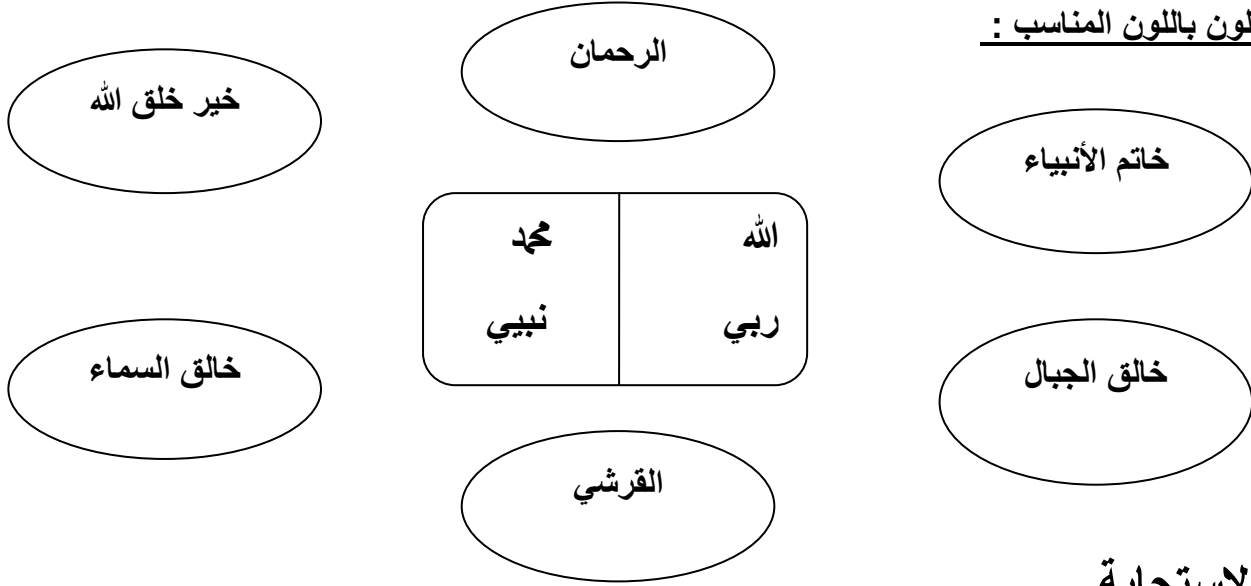 لون باللون المناسب :
الرحمان
خير خلق الله
خاتم الأنبياء
الله
محمد
ربي
نبيي
خالق السماء
خالق الجبال
القرشي